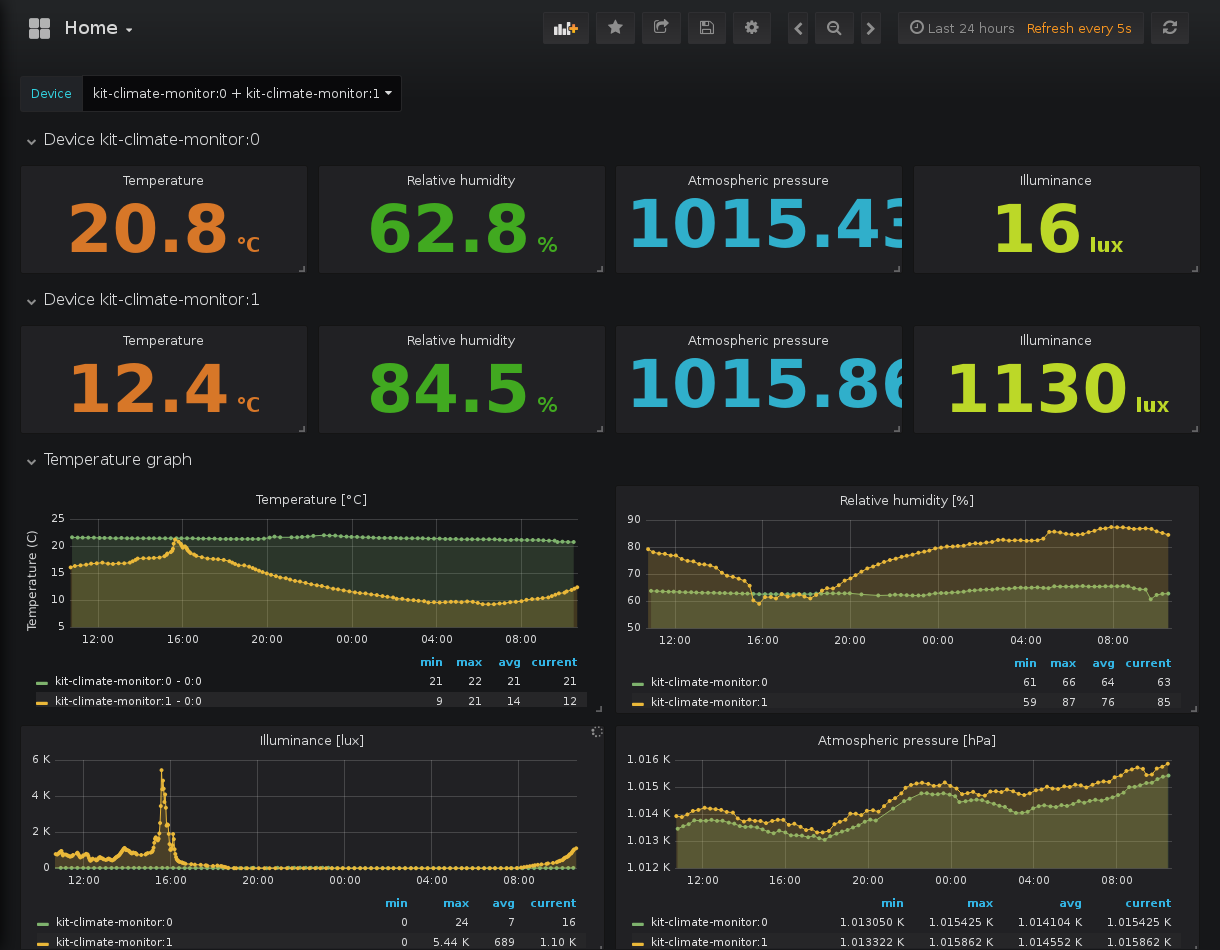 Home
Last 24 hours Refresh every 5s
Device kit-climate-monitor:0 + kit-climate-monitor:1
Device kit-climate-monitor:0
Temperature Relative humidity Atmospheric pressure Illuminance
20.8 °C 62.8 % 1015.43 16 lux
Device kit-climate-monitor:1
Temperature Relative humidity Atmospheric pressure Illuminance
12.4 °C 84.5 % 1015.86 1130 lux
Temperature graph
Temperature [°C]
Temperature (C)
25
20
15
10
5
12:00 16:00 20:00 00:00 04:00 08:00
min max avg current
kit-climate-monitor:0 - 0:0 21 22 21 21
kit-climate-monitor:1 - 0:0 9 21 14 12
Relative humidity [%]
90
80
70
60
50
12:00 16:00 20:00 00:00 04:00 08:00
min max avg current
kit-climate-monitor:0 61 66 64 63
kit-climate-monitor:1 59 87 76 85
Illuminance [lux]
6 K
4 K
2 K
0
12:00 16:00 20:00 00:00 04:00 08:00
min max avg current
kit-climate-monitor:0 0 24 7 16
kit-climate-monitor:1 0 5.44 K 689 1.10 K
Atmospheric pressure [hPa]
1.016 K
1.015 K
1.014 K
1.013 K
1.012 K
12:00 16:00 20:00 00:00 04:00 08:00
min max avg current
kit-climate-monitor:0 1.013050 K 1.015425 K 1.014104 K 1.015425 K
kit-climate-monitor:1 1.013322 K 1.015862 K 1.014552 K 1.015862 K